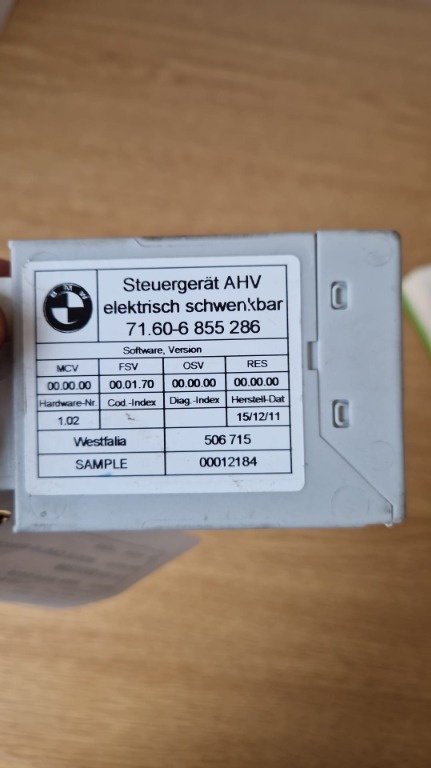 BMW
Steuergerät AHV
elektrisch schwenkbar
71.60-6 855 286
Software, Version
MCV FSV OSV RES
00.00.00 00.01.70 00.00.00 00.00.00
Hardware-Nr. Cod.-Index Diag.-Index Herstell-Dat
1.02 15/12/11
Westfalia 506 715
SAMPLE 00012184